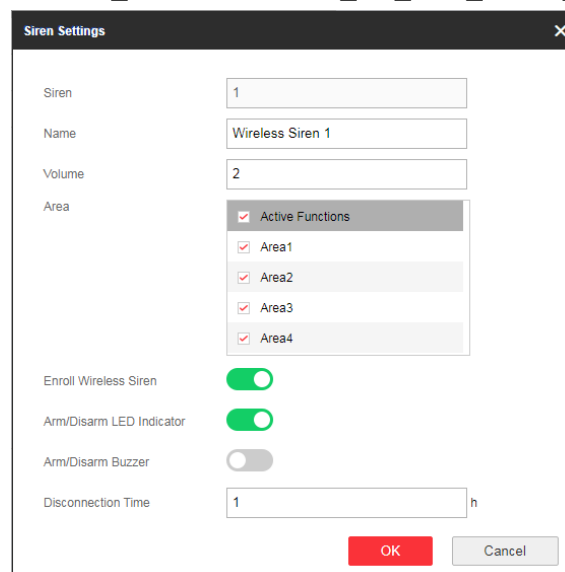 Siren Settings
Siren 1
Name Wireless Siren 1
Volume 2
Area
Active Functions
Area1
Area2
Area3
Area4
Enroll Wireless Siren
Arm/Disarm LED Indicator
Arm/Disarm Buzzer
Disconnection Time 1 h
OK Cancel